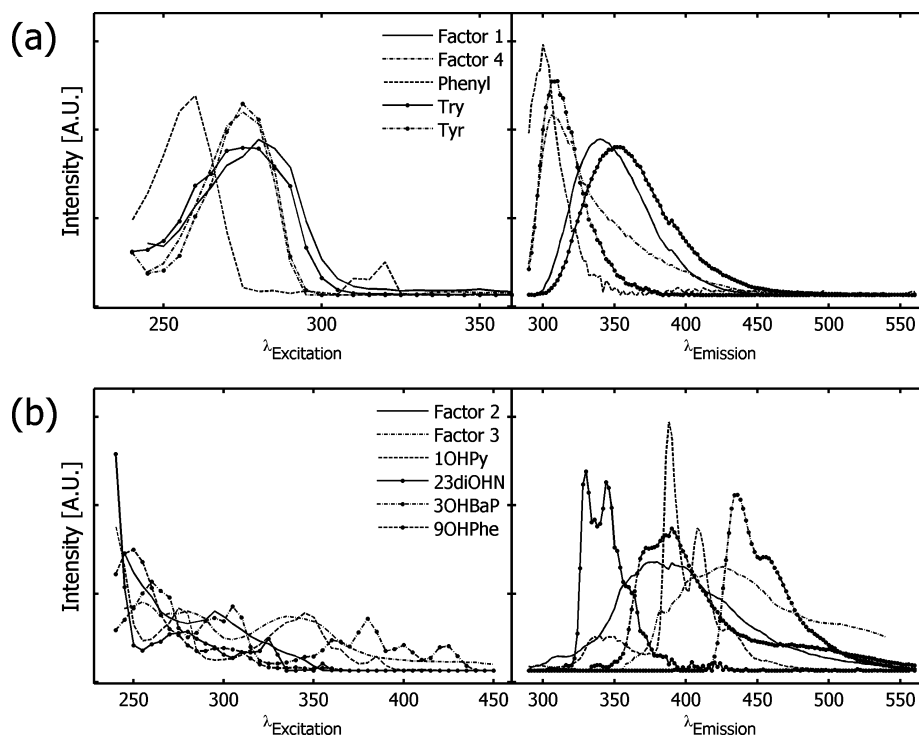 (a)
Intensity [A.U.]
Factor 1
Factor 4
Phenyl
Try
Tyr
250
300
350
λExcitation
300
350
400
450
500
550
λEmission
(b)
Intensity [A.U.]
Factor 2
Factor 3
1OHPy
23diOHN
3OHBaP
9OHPhe
250
300
350
400
450
λExcitation
300
350
400
450
500
550
λEmission